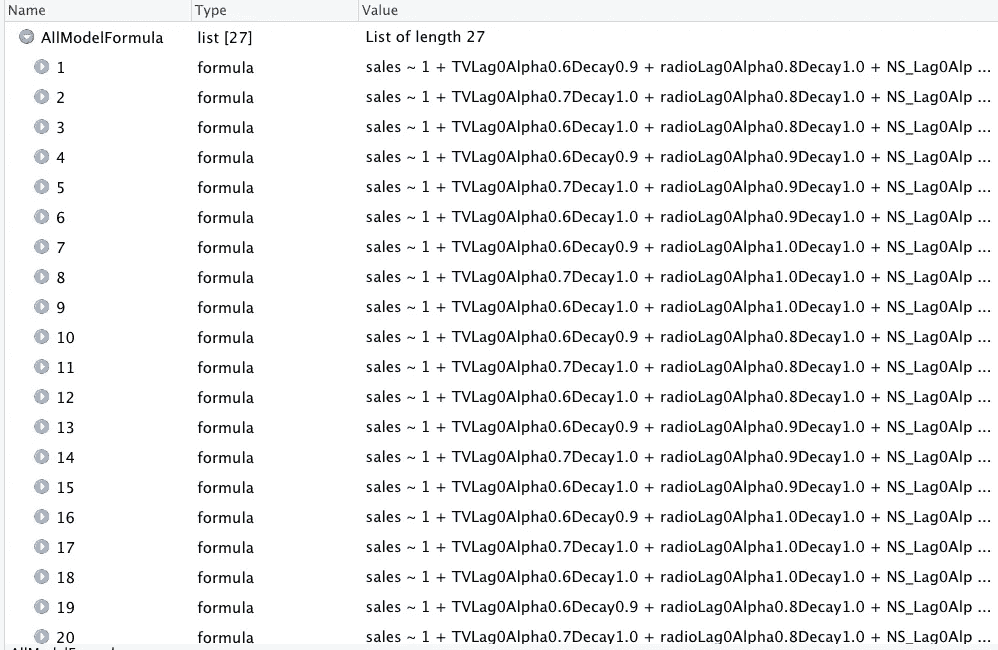 Name Type Value
AllModelFormula list [27] List of length 27
1 formula sales ~ 1 + TVLag0Alpha0.6Decay0.9 + radioLag0Alpha0.8Decay1.0 + NS_Lag0Alp ...
2 formula sales ~ 1 + TVLag0Alpha0.7Decay1.0 + radioLag0Alpha0.8Decay1.0 + NS_Lag0Alp ...
3 formula sales ~ 1 + TVLag0Alpha0.6Decay1.0 + radioLag0Alpha0.8Decay1.0 + NS_Lag0Alp ...
4 formula sales ~ 1 + TVLag0Alpha0.6Decay0.9 + radioLag0Alpha0.9Decay1.0 + NS_Lag0Alp ...
5 formula sales ~ 1 + TVLag0Alpha0.7Decay1.0 + radioLag0Alpha0.9Decay1.0 + NS_Lag0Alp ...
6 formula sales ~ 1 + TVLag0Alpha0.6Decay1.0 + radioLag0Alpha0.9Decay1.0 + NS_Lag0Alp ...
7 formula sales ~ 1 + TVLag0Alpha0.6Decay0.9 + radioLag0Alpha1.0Decay1.0 + NS_Lag0Alp ...
8 formula sales ~ 1 + TVLag0Alpha0.7Decay1.0 + radioLag0Alpha1.0Decay1.0 + NS_Lag0Alp ...
9 formula sales ~ 1 + TVLag0Alpha0.6Decay1.0 + radioLag0Alpha1.0Decay1.0 + NS_Lag0Alp ...
10 formula sales ~ 1 + TVLag0Alpha0.6Decay0.9 + radioLag0Alpha0.8Decay1.0 + NS_Lag0Alp ...
11 formula sales ~ 1 + TVLag0Alpha0.7Decay1.0 + radioLag0Alpha0.8Decay1.0 + NS_Lag0Alp ...
12 formula sales ~ 1 + TVLag0Alpha0.6Decay1.0 + radioLag0Alpha0.8Decay1.0 + NS_Lag0Alp ...
13 formula sales ~ 1 + TVLag0Alpha0.6Decay0.9 + radioLag0Alpha0.9Decay1.0 + NS_Lag0Alp ...
14 formula sales ~ 1 + TVLag0Alpha0.7Decay1.0 + radioLag0Alpha0.9Decay1.0 + NS_Lag0Alp ...
15 formula sales ~ 1 + TVLag0Alpha0.6Decay1.0 + radioLag0Alpha0.9Decay1.0 + NS_Lag0Alp ...
16 formula sales ~ 1 + TVLag0Alpha0.6Decay0.9 + radioLag0Alpha1.0Decay1.0 + NS_Lag0Alp ...
17 formula sales ~ 1 + TVLag0Alpha0.7Decay1.0 + radioLag0Alpha1.0Decay1.0 + NS_Lag0Alp ...
18 formula sales ~ 1 + TVLag0Alpha0.6Decay1.0 + radioLag0Alpha1.0Decay1.0 + NS_Lag0Alp ...
19 formula sales ~ 1 + TVLag0Alpha0.6Decay0.9 + radioLag0Alpha0.8Decay1.0 + NS_Lag0Alp ...
20 formula sales ~ 1 + TVLag0Alpha0.7Decay1.0 + radioLag0Alpha0.8Decay1.0 + NS_Lag0Alp ...